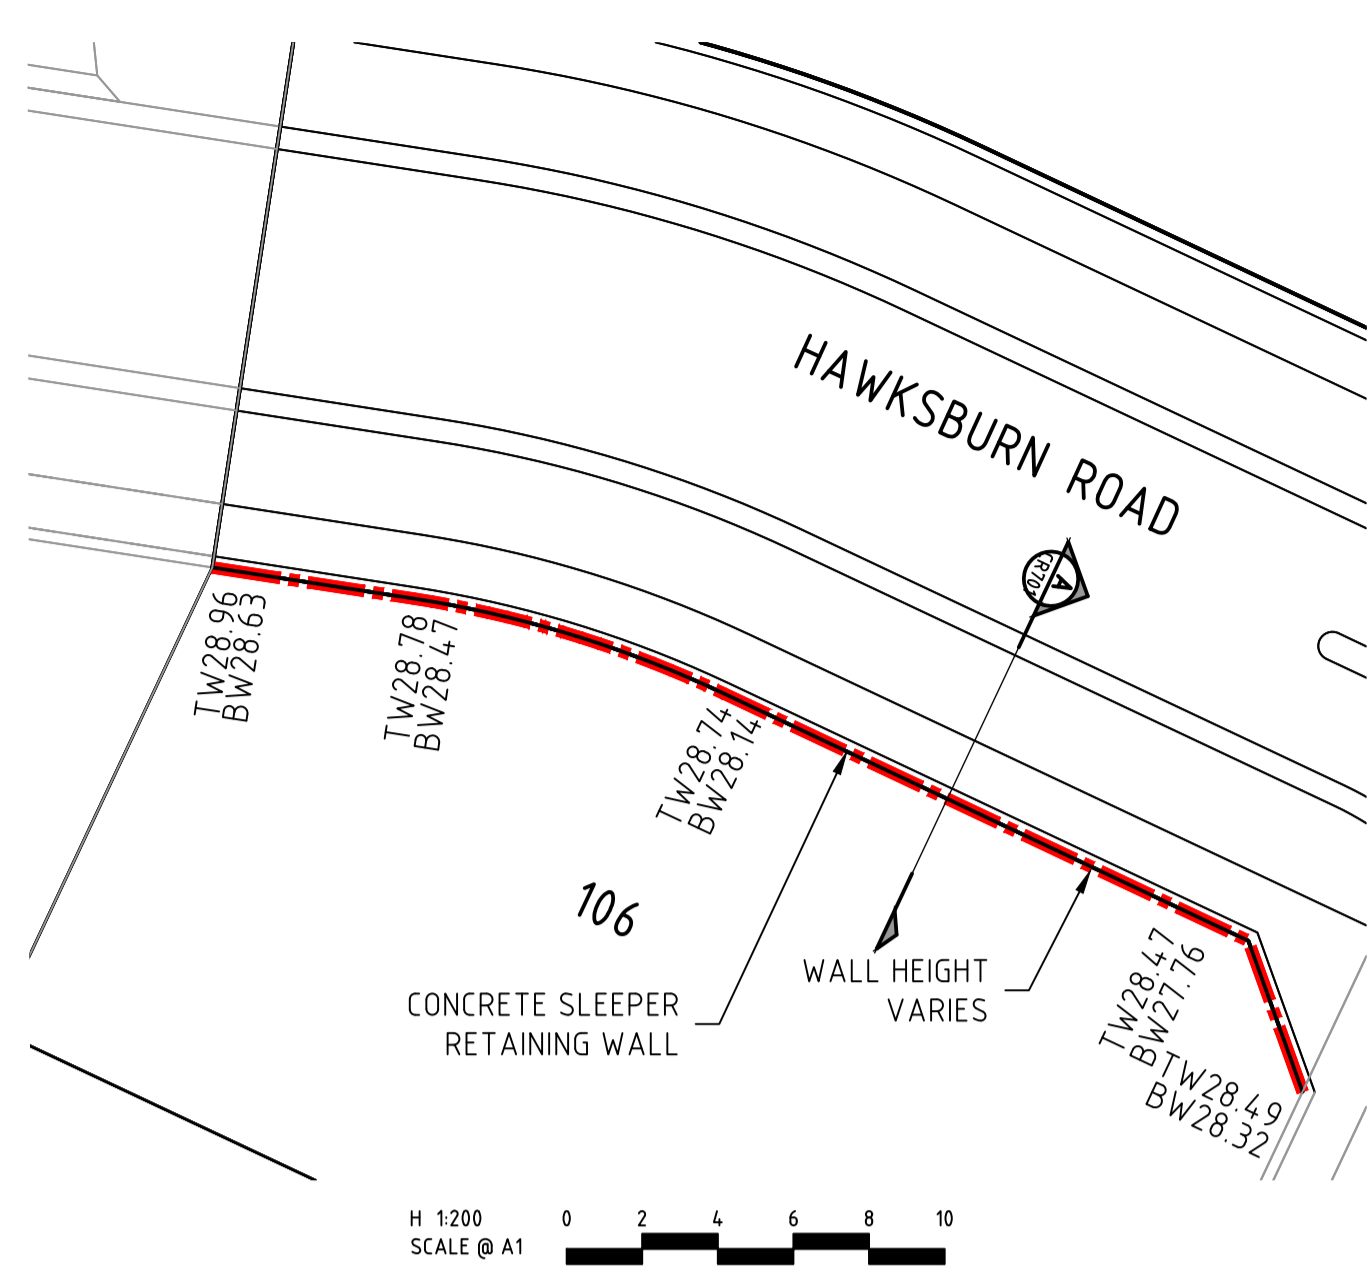 HAWKSBURN ROAD
A
CR701
TW28.96
BW28.63
TW28.78
BW28.47
TW28.74
BW28.14
106
CONCRETE SLEEPER
RETAINING WALL
WALL HEIGHT
VARIES
TW28.47
BW27.76
TW28.49
BW28.32
H 1:200
SCALE @ A1
0 2 4 6 8 10